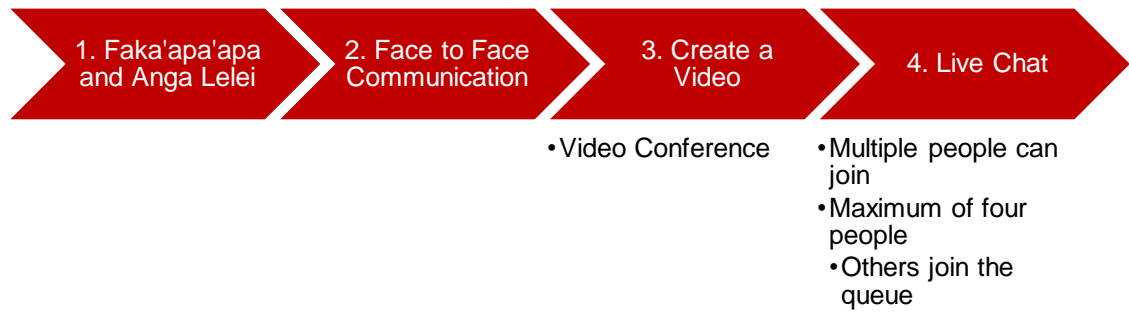 1. Faka'apa'apa
and Anga Lelei
2. Face to Face
Communication
3. Create a
Video
4. Live Chat
•Video Conference
•Multiple people can
join
•Maximum of four
people
•Others join the
queue